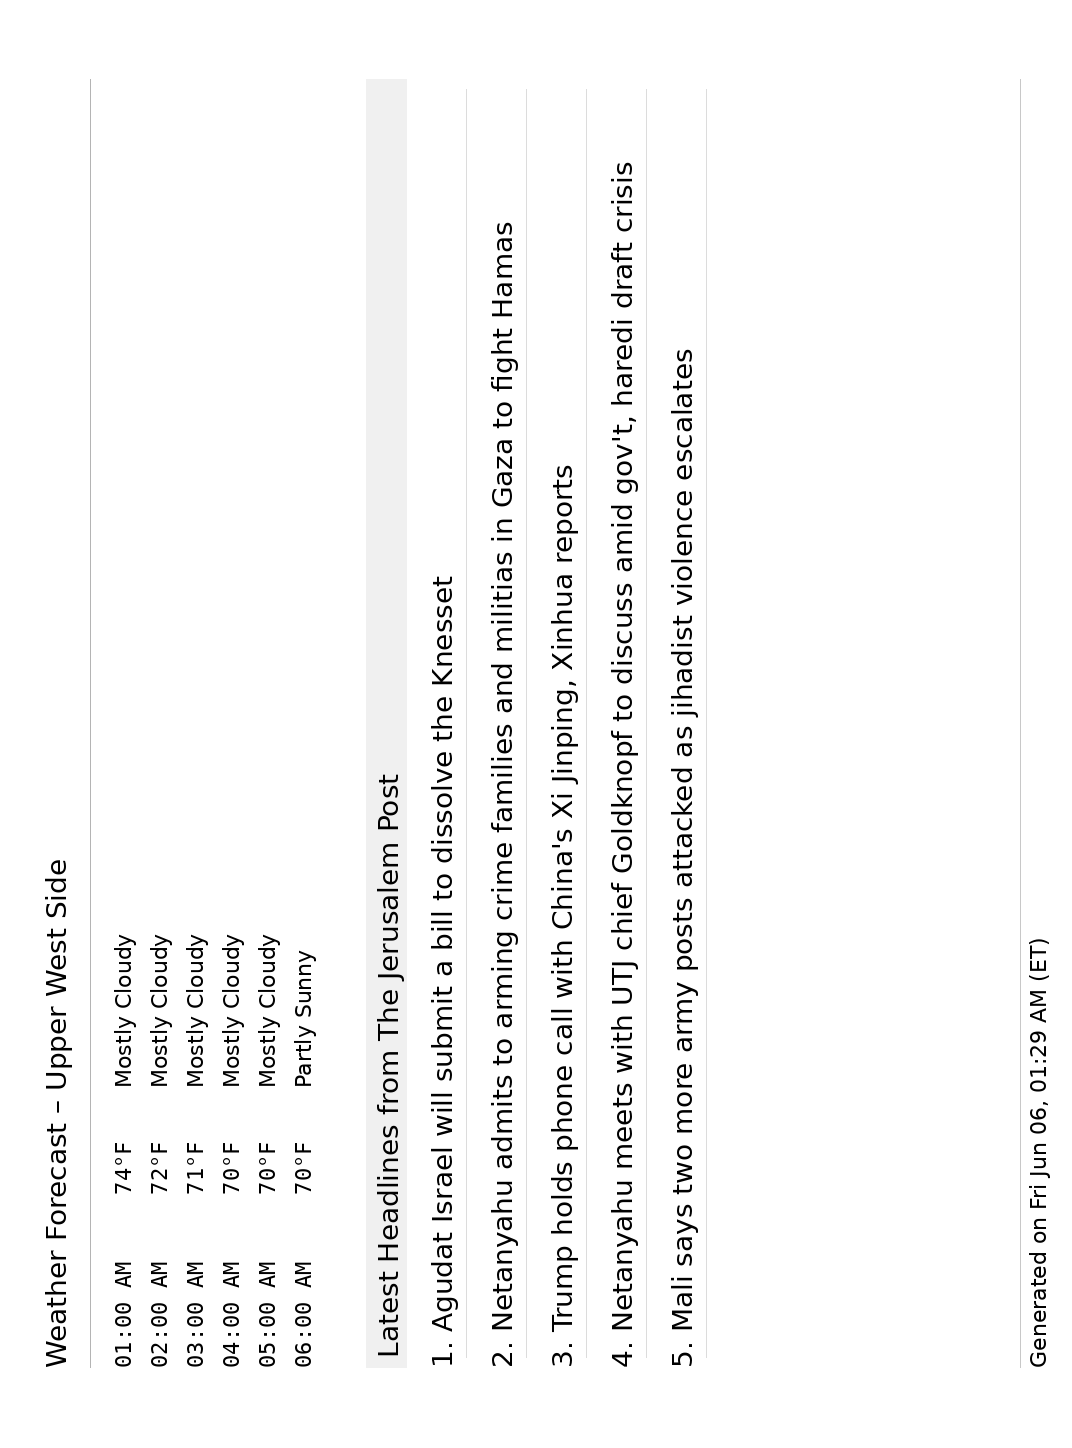 Weather Forecast – Upper West Side
01:00 AM 74°F Mostly Cloudy
02:00 AM 72°F Mostly Cloudy
03:00 AM 71°F Mostly Cloudy
04:00 AM 70°F Mostly Cloudy
05:00 AM 70°F Mostly Cloudy
06:00 AM 70°F Partly Sunny
Latest Headlines from The Jerusalem Post
1. Agudat Israel will submit a bill to dissolve the Knesset
2. Netanyahu admits to arming crime families and militias in Gaza to fight Hamas
3. Trump holds phone call with China's Xi Jinping, Xinhua reports
4. Netanyahu meets with UTJ chief Goldknopf to discuss amid gov't, haredi draft crisis
5. Mali says two more army posts attacked as jihadist violence escalates
Generated on Fri Jun 06, 01:29 AM (ET)